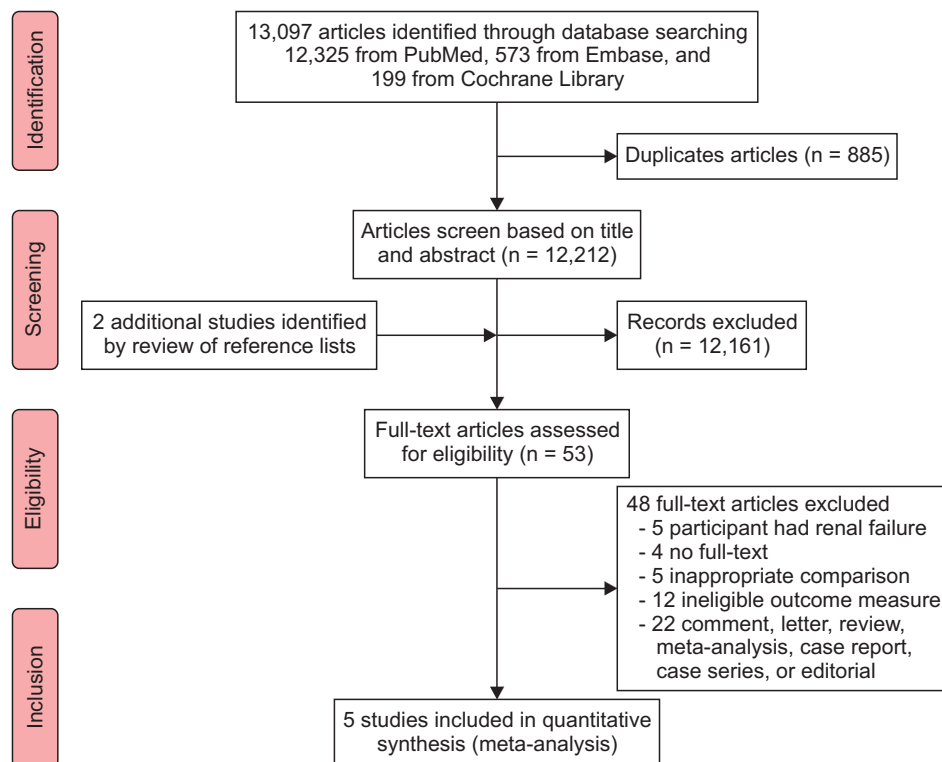 Identification
13,097 articles identified through database searching
12,325 from PubMed, 573 from Embase, and
199 from Cochrane Library
Duplicates articles (n = 885)
Screening
Articles screen based on title
and abstract (n = 12,212)
2 additional studies identified
by review of reference lists
Records excluded
(n = 12,161)
Eligibility
Full-text articles assessed
for eligibility (n = 53)
48 full-text articles excluded
- 5 participant had renal failure
- 4 no full-text
- 5 inappropriate comparison
- 12 ineligible outcome measure
- 22 comment, letter, review,
meta-analysis, case report,
case series, or editorial
Inclusion
5 studies included in quantitative
synthesis (meta-analysis)